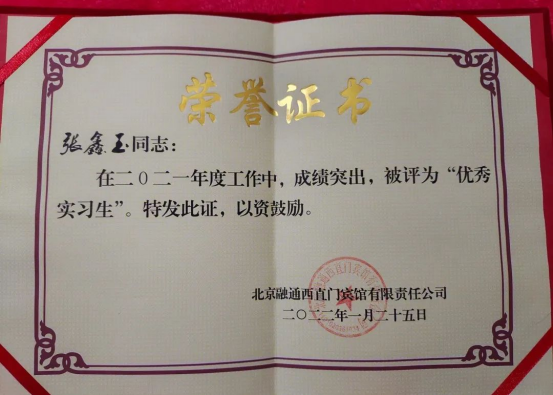 荣誉证书
张鑫玉同志：
在二〇二一年度工作中，成绩突出，被评为“优秀
实习生”。特发此证，以资鼓励。
北京融通西直门宾馆有限责任公司
二〇二二年一月二十五日